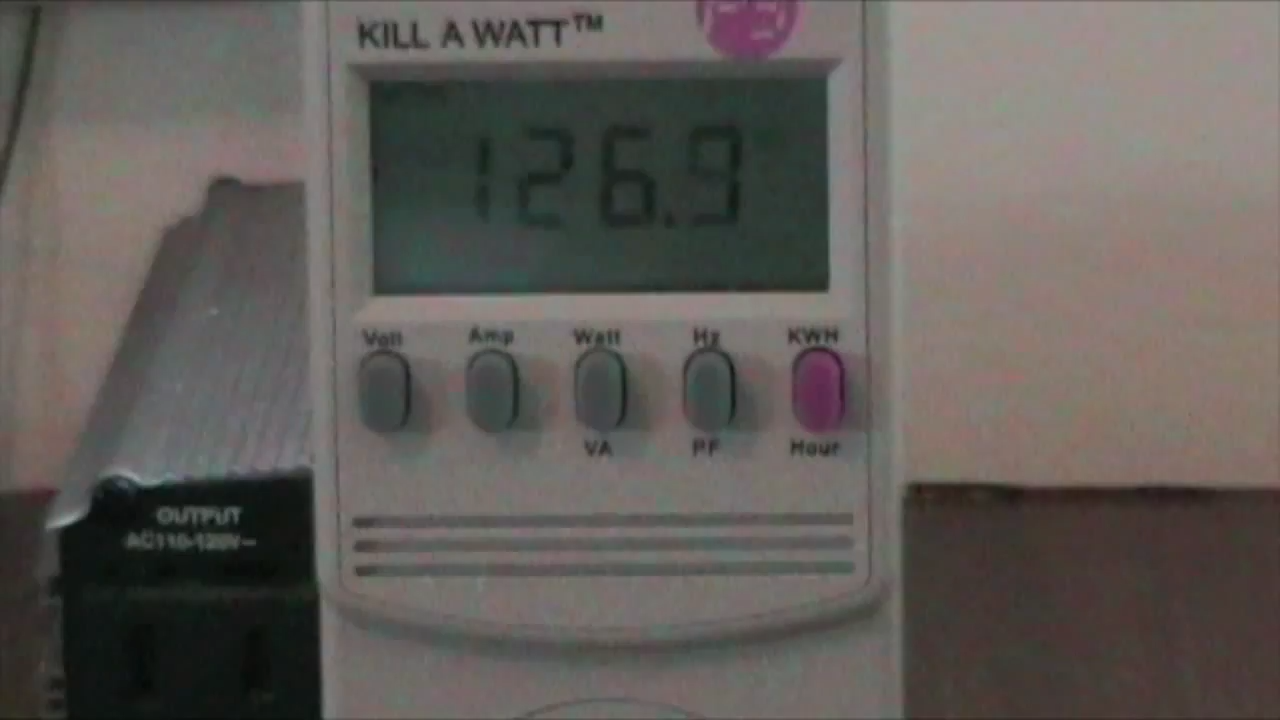 KILL A WATT™
126.9
Volt Amp Watt Hz KWH
VA PF Hour
OUTPUT
AC110-120V~